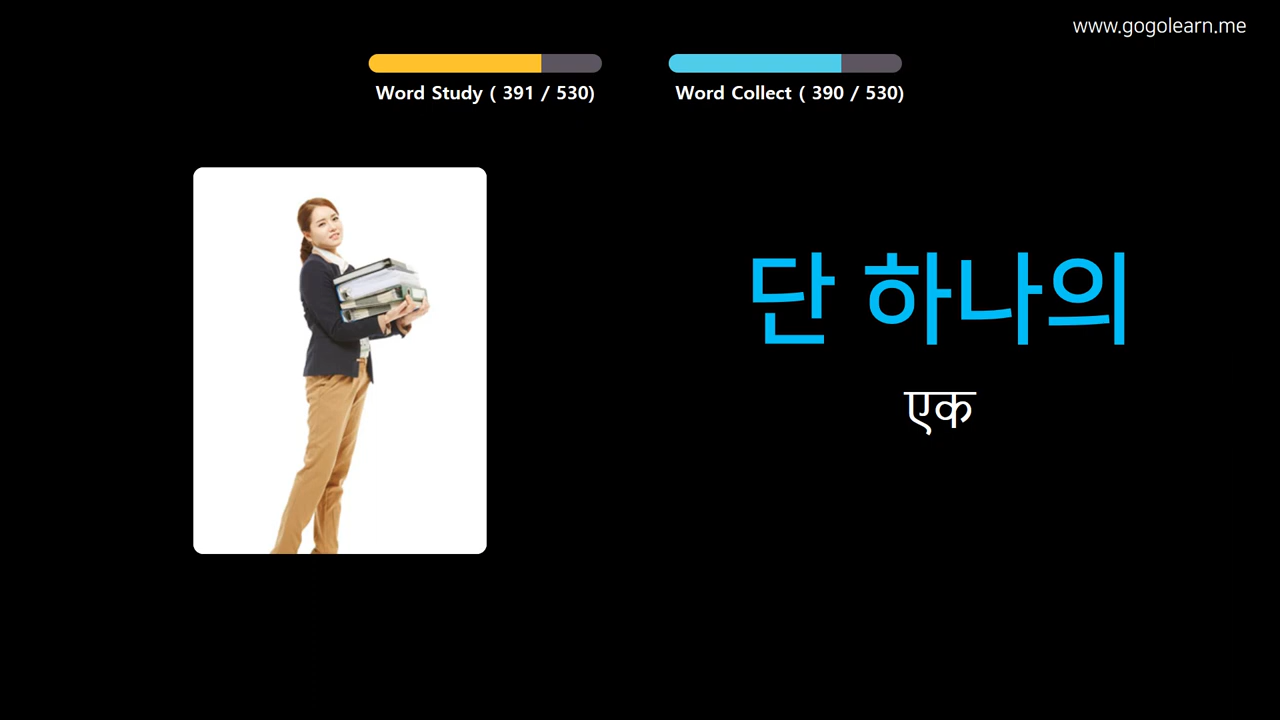 www.gogolearn.me
Word Study ( 391 / 530)
Word Collect ( 390 / 530)
단 하나의
एक